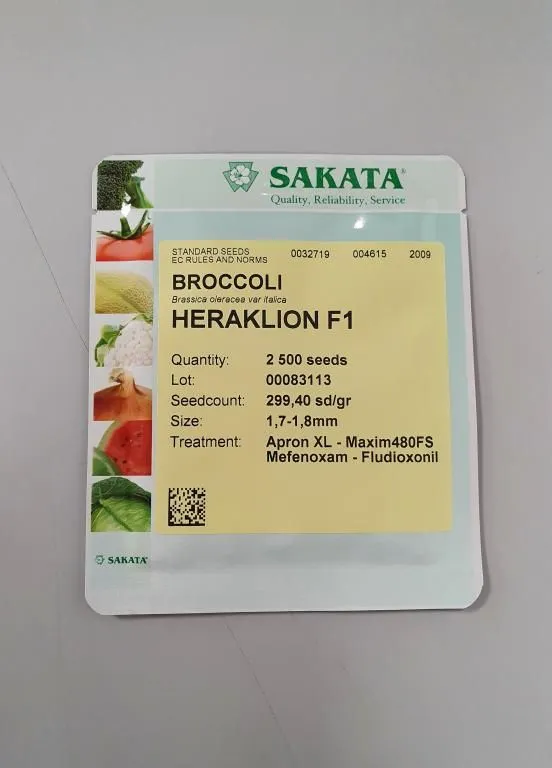 SAKATA®
Quality, Reliability, Service
STANDARD SEEDS 0032719 004615 2009
EC RULES AND NORMS
BROCCOLI
Brassica oleracea var italica
HERAKLION F1
Quantity: 2 500 seeds
Lot: 00083113
Seedcount: 299,40 sd/gr
Size: 1,7-1,8mm
Treatment: Apron XL - Maxim480FS
Mefenoxam - Fludioxonil
SAKATA®